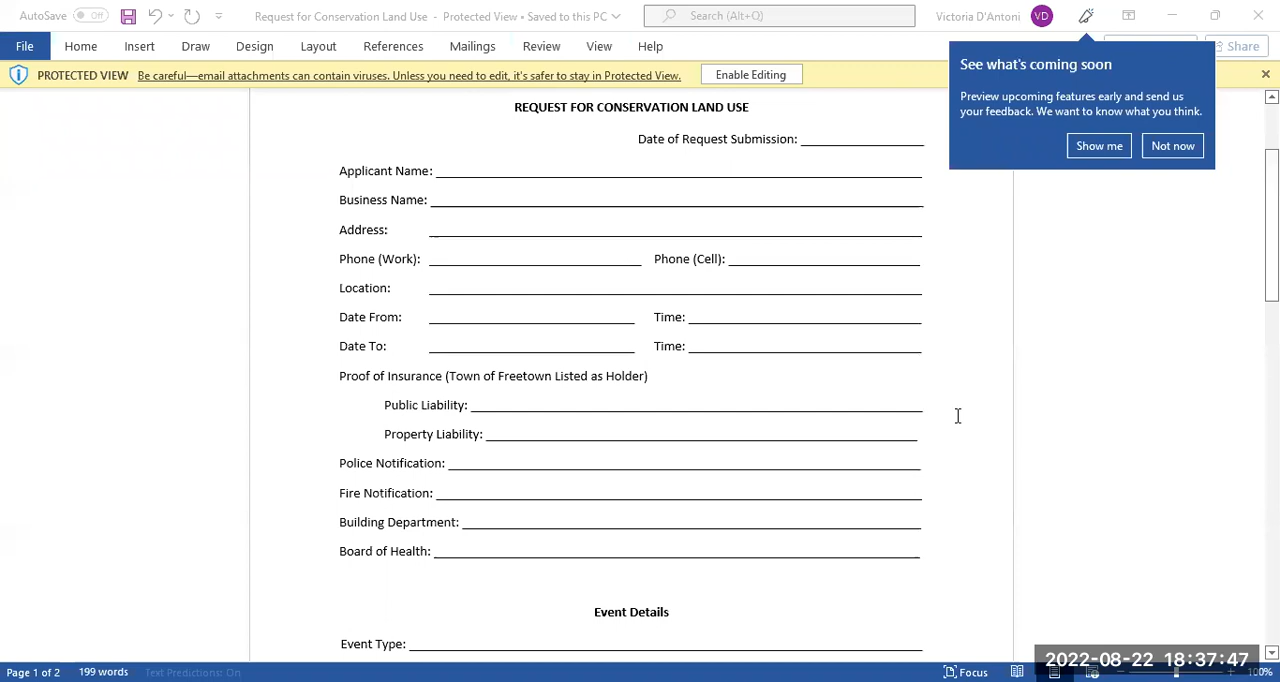 AutoSave Off Request for Conservation Land Use - Protected View • Saved to this PC Search (Alt+Q) Victoria D'Antoni VD
File Home Insert Draw Design Layout References Mailings Review View Help Share
PROTECTED VIEW Be careful—email attachments can contain viruses. Unless you need to edit, it's safer to stay in Protected View. Enable Editing
See what's coming soon
Preview upcoming features early and send us
your feedback. We want to know what you think.
Show me Not now
REQUEST FOR CONSERVATION LAND USE
Date of Request Submission:
Applicant Name:
Business Name:
Address:
Phone (Work): Phone (Cell):
Location:
Date From: Time:
Date To: Time:
Proof of Insurance (Town of Freetown Listed as Holder)
Public Liability:
Property Liability:
Police Notification:
Fire Notification:
Building Department:
Board of Health:
Event Details
Event Type:
2022-08-22 18:37:47
Page 1 of 2 199 words Text Predictions: On Focus 100%